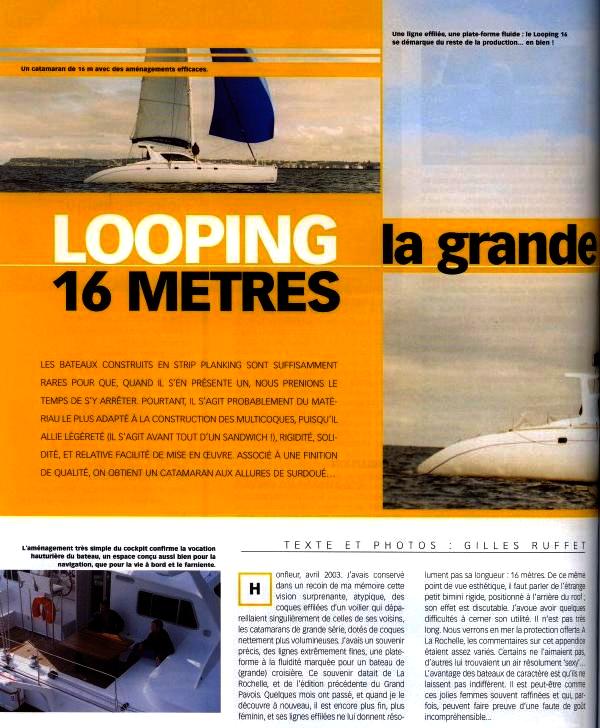 Une ligne effilée, une plate-forme fluide : le Looping 16
se démarque du reste de la production... en bien !
Un catamaran de 16 m avec des aménagements efficaces.
LOOPING
16 METRES
la grande
LES BATEAUX CONSTRUITS EN STRIP PLANKING SONT SUFFISAMMENT
RARES POUR QUE, QUAND IL S'EN PRÉSENTE UN, NOUS PRENIONS LE
TEMPS DE S'Y ARRÊTER. POURTANT, IL S'AGIT PROBABLEMENT DU MATÉ-
RIAU LE PLUS ADAPTÉ À LA CONSTRUCTION DES MULTICOQUES, PUISQU'IL
ALLIE LÉGÈRETÉ (IL S'AGIT AVANT TOUT D'UN SANDWICH !), RIGIDITÉ, SOLI-
DITÉ, ET RELATIVE FACILITÉ DE MISE EN ŒUVRE. ASSOCIÉ À UNE FINITION
DE QUALITÉ, ON OBTIENT UN CATAMARAN AUX ALLURES DE SURDOUÉ...
L'aménagement très simple du cockpit confirme la vocation
hauturière du bateau, un espace conçu aussi bien pour la
navigation, que pour la vie à bord et le farniente.
TEXTE ET PHOTOS : GILLES RUFFET
Honfleur, avril 2003. J'avais conservé
dans un recoin de ma mémoire cette
vision surprenante, atypique, des
coques effilées d'un voilier qui dépa-
reillaient singulièrement de celles de ses voisins,
les catamarans de grande série, dotés de coques
nettement plus volumineuses. J'avais un souvenir
précis, des lignes extrêmement fines, une plate-
forme à la fluidité marquée pour un bateau de
(grande) croisière. Ce souvenir datait de La
Rochelle, et de l'édition précédente du Grand
Pavois. Quelques mois ont passé, et quand je le
découvre à nouveau, il est encore plus fin, plus
féminin, et ses lignes effilées ne lui donnent réso-
lument pas sa longueur : 16 mètres. De ce même
point de vue esthétique, il faut parler de l'étrange
petit bimini rigide, positionné à l'arrière du roof ;
son effet est discutable. J'avoue avoir quelques
difficultés à cerner son utilité. Il n'est pas très
long. Nous verrons en mer la protection offerte. A
La Rochelle, les commentaires sur cet appendice
étaient assez variés. Certains ne l'aimaient pas,
d'autres lui trouvaient un air résolument 'sexy'...
L'avantage des bateaux de caractère est qu'ils ne
laissent pas indifférent. Il est peut-être comme
ces jolies femmes souvent raffinées et qui, par-
fois, peuvent faire preuve d'une faute de goût
incompréhensible...